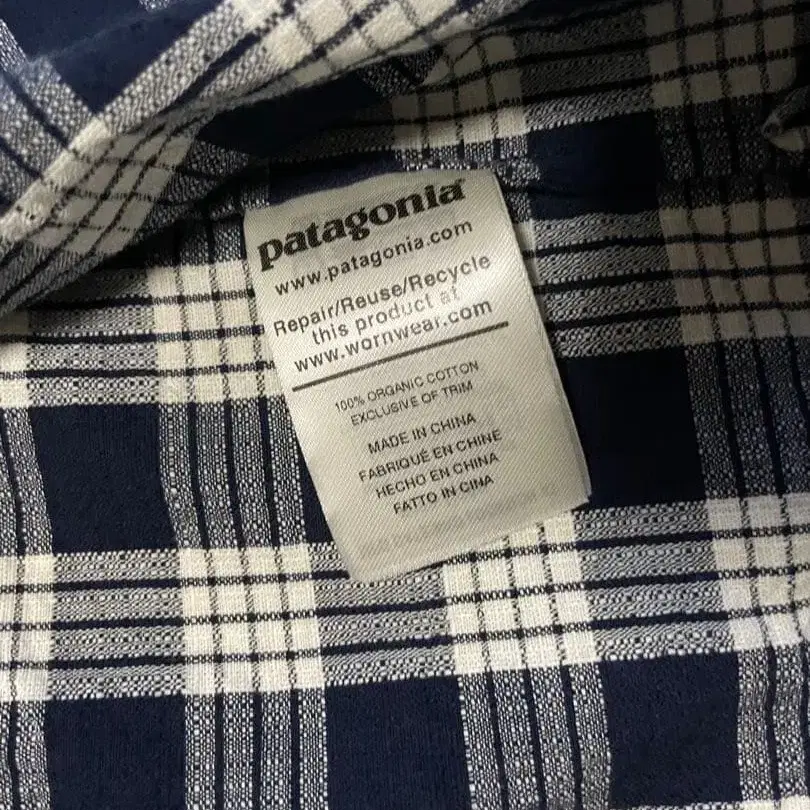 patagonia®
www.patagonia.com
Repair/Reuse/Recycle
this product at
www.wornwear.com
100% ORGANIC COTTON
EXCLUSIVE OF TRIM
MADE IN CHINA
FABRIQUÉ EN CHINE
HECHO EN CHINA
FATTO IN CINA